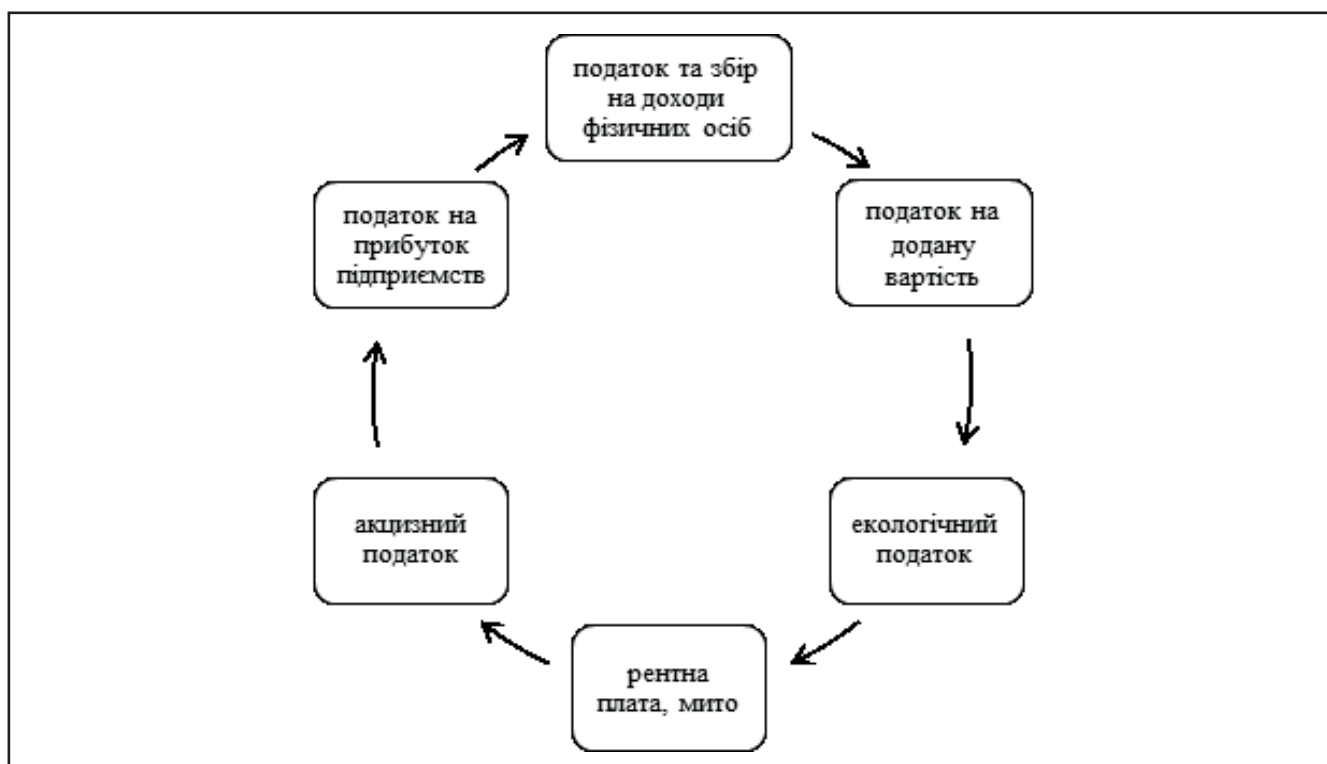 податок та збір
на доходи
фізичних осіб
податок на
додану
вартість
екологічний
податок
рентна
плата, мито
акцизний
податок
податок на
прибуток
підприємств